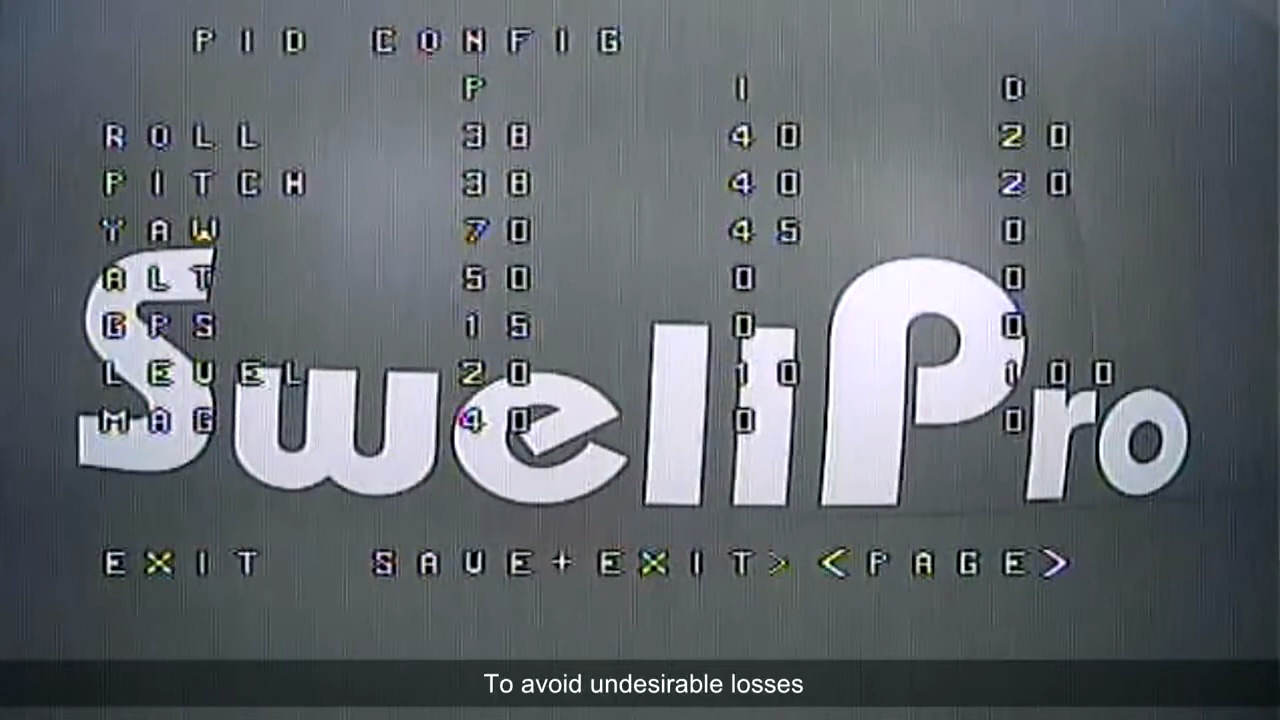 PID CONFIG
P I D
ROLL 38 40 20
PITCH 38 40 20
YAW 70 45 0
ALT 50 0 0
GPS 15 0 0
LEVEL 20 10 100
MAG 40 0 0
SwellPro
EXIT SAVE+EXIT> <PAGE>
To avoid undesirable losses